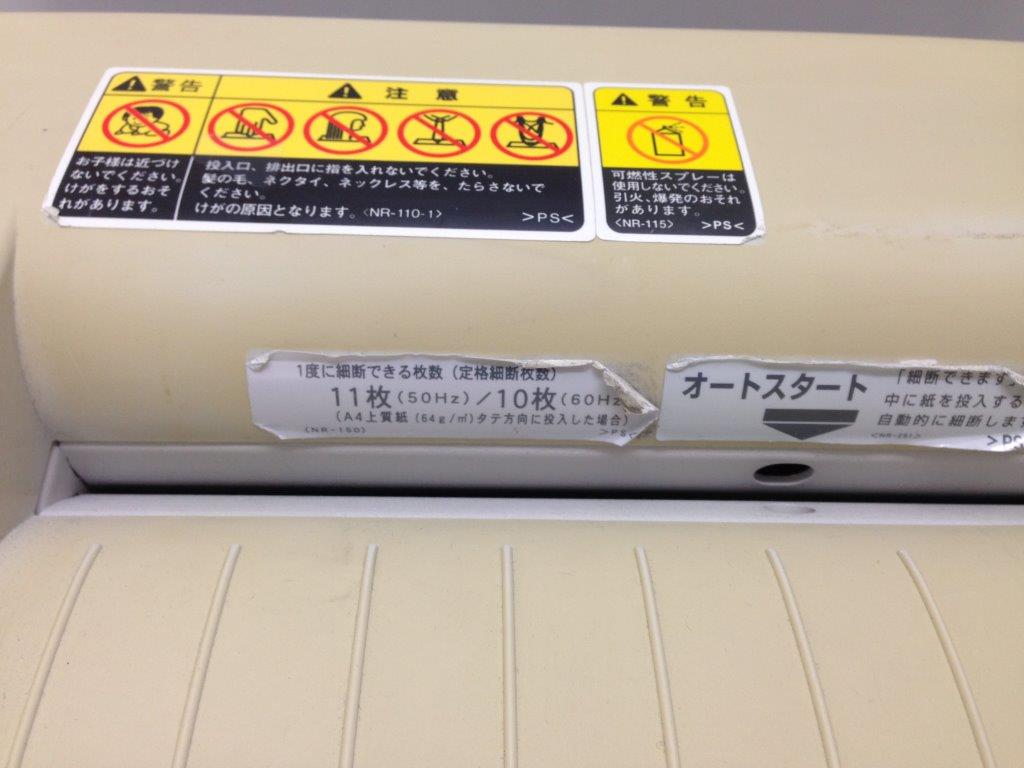 警告
お子様は近づけ
ないでください。
けがをするおそ
れがあります。
注意
投入口、排出口に指を入れないでください。
髪の毛、ネクタイ、ネックレス等を、たらさないで
ください。
けがの原因となります。〈NR-110-1〉 >PS<
警告
可燃性スプレーは
使用しないでください。
引火、爆発のおそれ
があります。
〈NR-115〉 >PS<
1度に細断できる枚数（定格細断枚数）
11枚(50Hz)／10枚(60Hz
(A4上質紙（64g/㎡)タテ方向に投入した場合)
〈NR-150〉 >PS<
オートスタート
「細断できます」
中に紙を投入する
自動的に細断しま
<NR-251> >PS